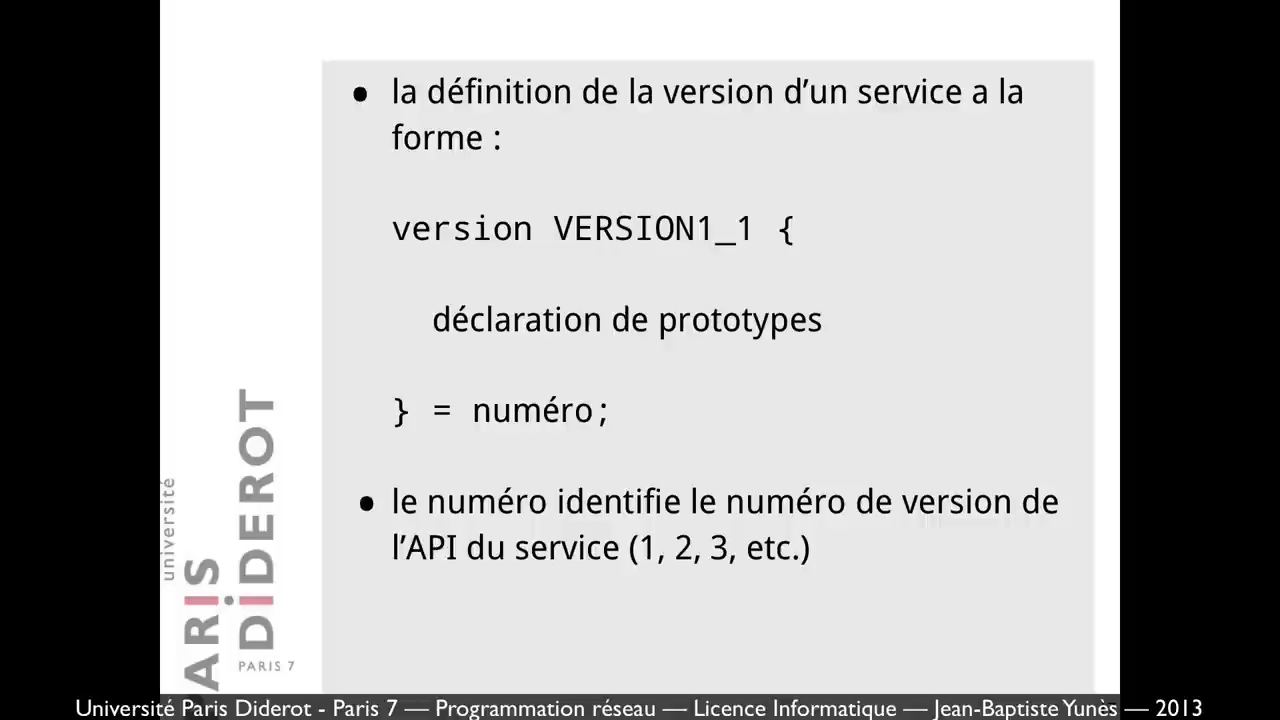 • la définition de la version d’un service a la
forme :
version VERSION1_1 {
déclaration de prototypes
} = numéro;
• le numéro identifie le numéro de version de
l’API du service (1, 2, 3, etc.)
université
PARIS
DiDEROT
PARIS 7
Université Paris Diderot - Paris 7 — Programmation réseau — Licence Informatique — Jean-Baptiste Yunès — 2013